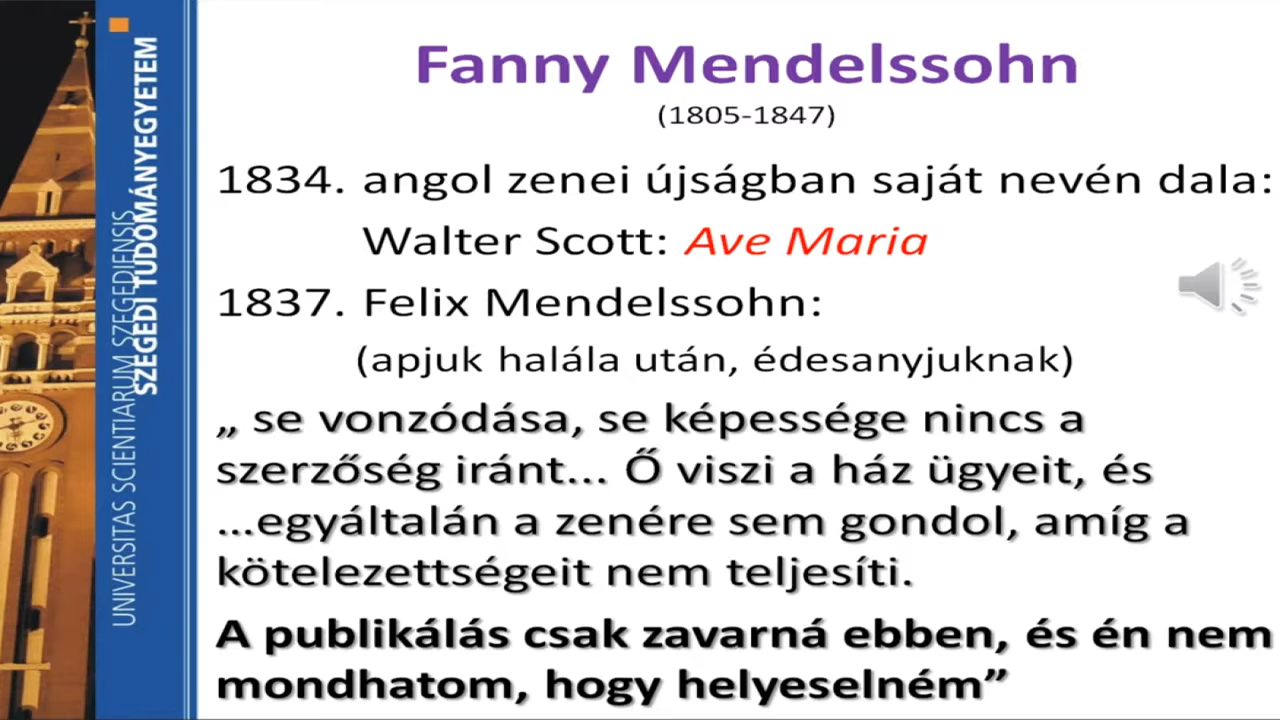 UNIVERSITAS SCIENTIARUM SZEGEDIENSIS
SZEGEDI TUDOMÁNYEGYETEM
Fanny Mendelssohn
(1805-1847)
1834. angol zenei újságban saját nevén dala:
Walter Scott: Ave Maria
1837. Felix Mendelssohn:
(apjuk halála után, édesanyjuknak)
„ se vonzódása, se képessége nincs a
szerzőség iránt... Ő viszi a ház ügyeit, és
...egyáltalán a zenére sem gondol, amíg a
kötelezettségeit nem teljesíti.
A publikálás csak zavarná ebben, és én nem
mondhatom, hogy helyeselném”